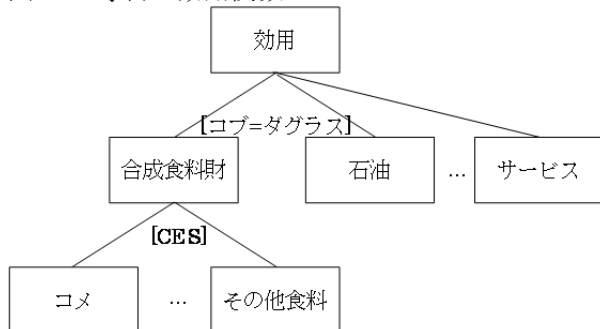 効用
[コブ=ダグラス]
合成食料財
石油
...
サービス
[CES]
コメ
...
その他食料